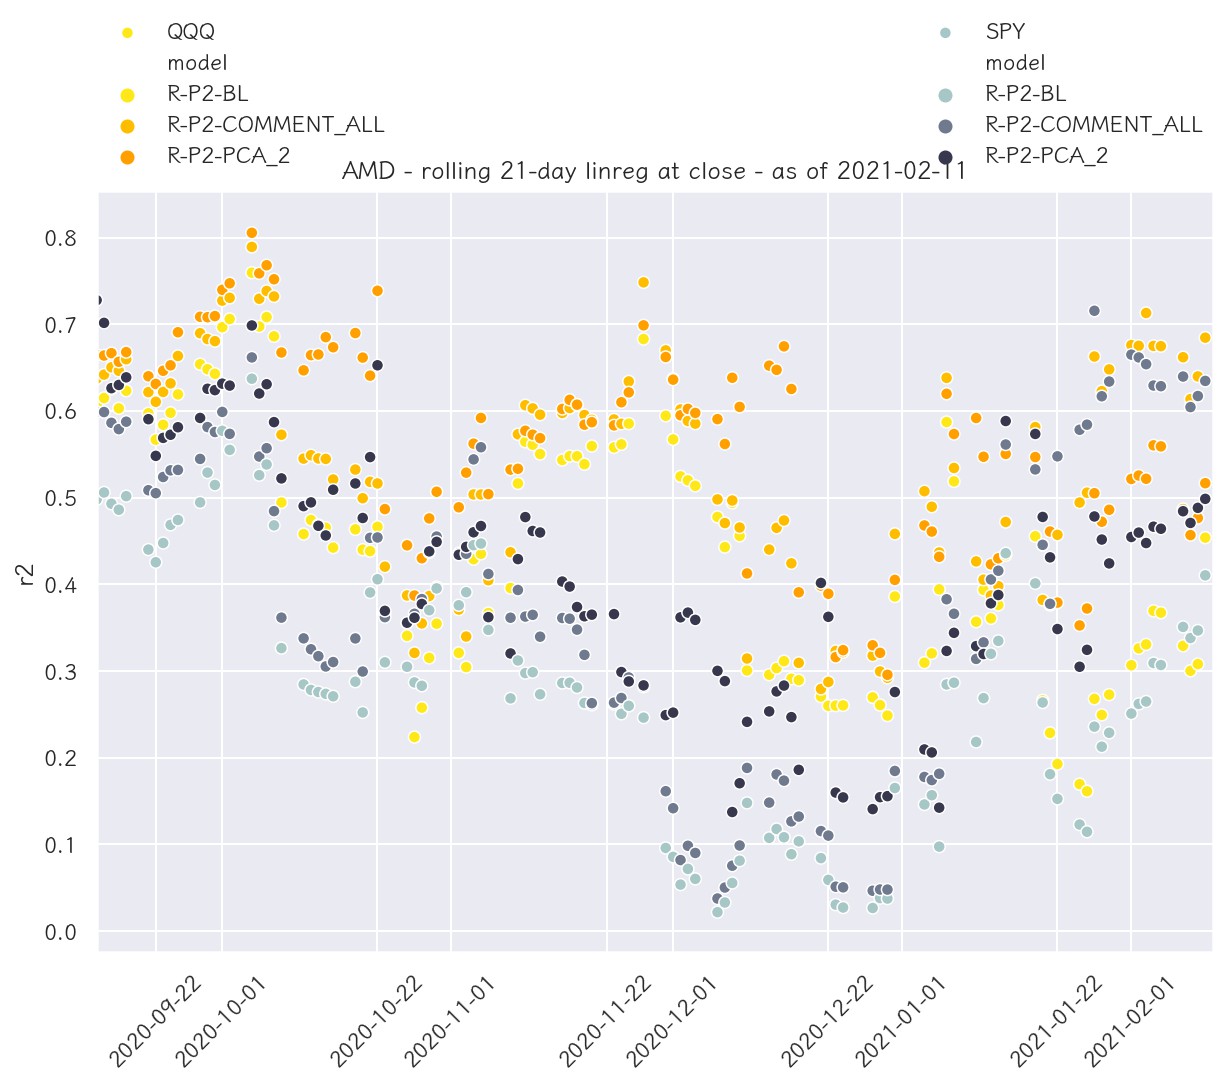 QQQ
model
R-P2-BL
R-P2-COMMENT_ALL
R-P2-PCA_2
SPY
model
R-P2-BL
R-P2-COMMENT_ALL
R-P2-PCA_2
AMD - rolling 21-day linreg at close - as of 2021-02-11
0.8
0.7
0.6
0.5
0.4
0.3
0.2
0.1
0.0
r2
2020-09-22
2020-10-01
2020-10-22
2020-11-01
2020-11-22
2020-12-01
2020-12-22
2021-01-01
2021-01-22
2021-02-01